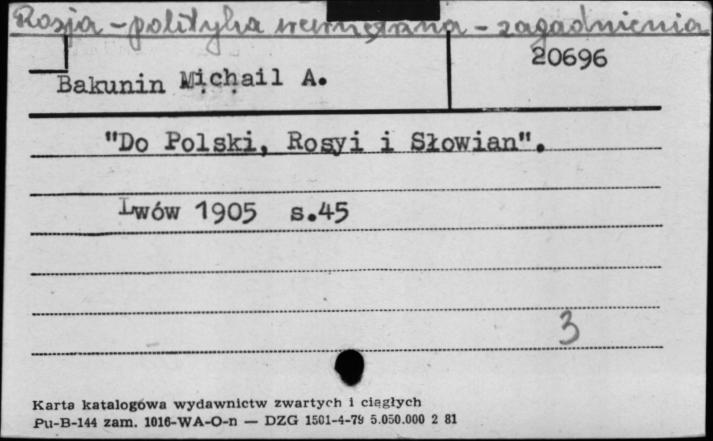 Rosja - polityka wewnętrzna - zagadnienia
20696
Bakunin Michail A.
"Do Polski, Rosyi i Słowian".
Lwów 1905 s.45
3
Karta katalogowa wydawnictw zwartych i ciągłych
Pu-B-144 zam. 1016-WA-O-n — DZG 1501-4-79 5.050.000 2 81